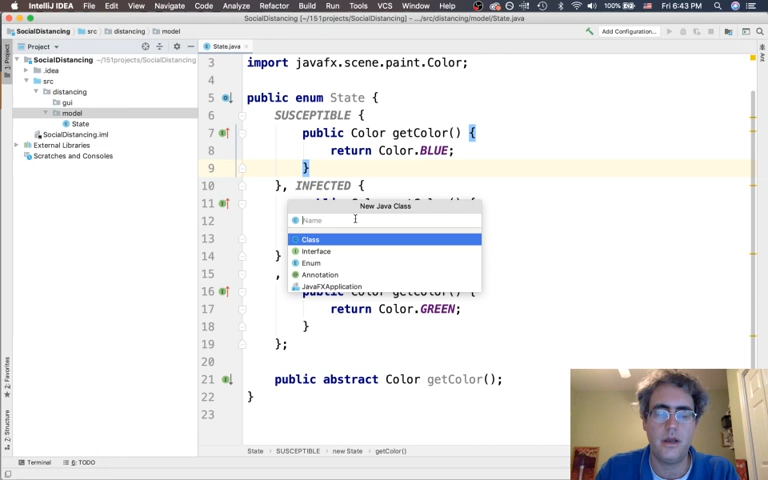 IntelliJ IDEA File Edit View Navigate Code Analyze Refactor Build Run Tools VCS Window Help 100% Fri 6:43 PM
SocialDistancing [~/151projects/SocialDistancing] - .../src/distancing/model/State.java
SocialDistancing src distancing model Add Configuration...
Project State.java
1: Project
Ant
SocialDistancing ~/151projects/SocialDistancing
.idea
src
distancing
gui
model
State
SocialDistancing.iml
External Libraries
Scratches and Consoles
3 import javafx.scene.paint.Color;
4
5 public enum State {
6 SUSCEPTIBLE {
7 public Color getColor() {
8 return Color.BLUE;
9 }
10 }, INFECTED {
11
New Java Class
12 Name
13 Class
Interface
14 }
Enum
15 ,
Annotation
16 public Color getColor() {
JavaFXApplication
17 return Color.GREEN;
18 }
19 };
20
21 public abstract Color getColor();
22 }
23
2: Favorites
7: Structure
State SUSCEPTIBLE new State getColor()
Terminal 6: TODO